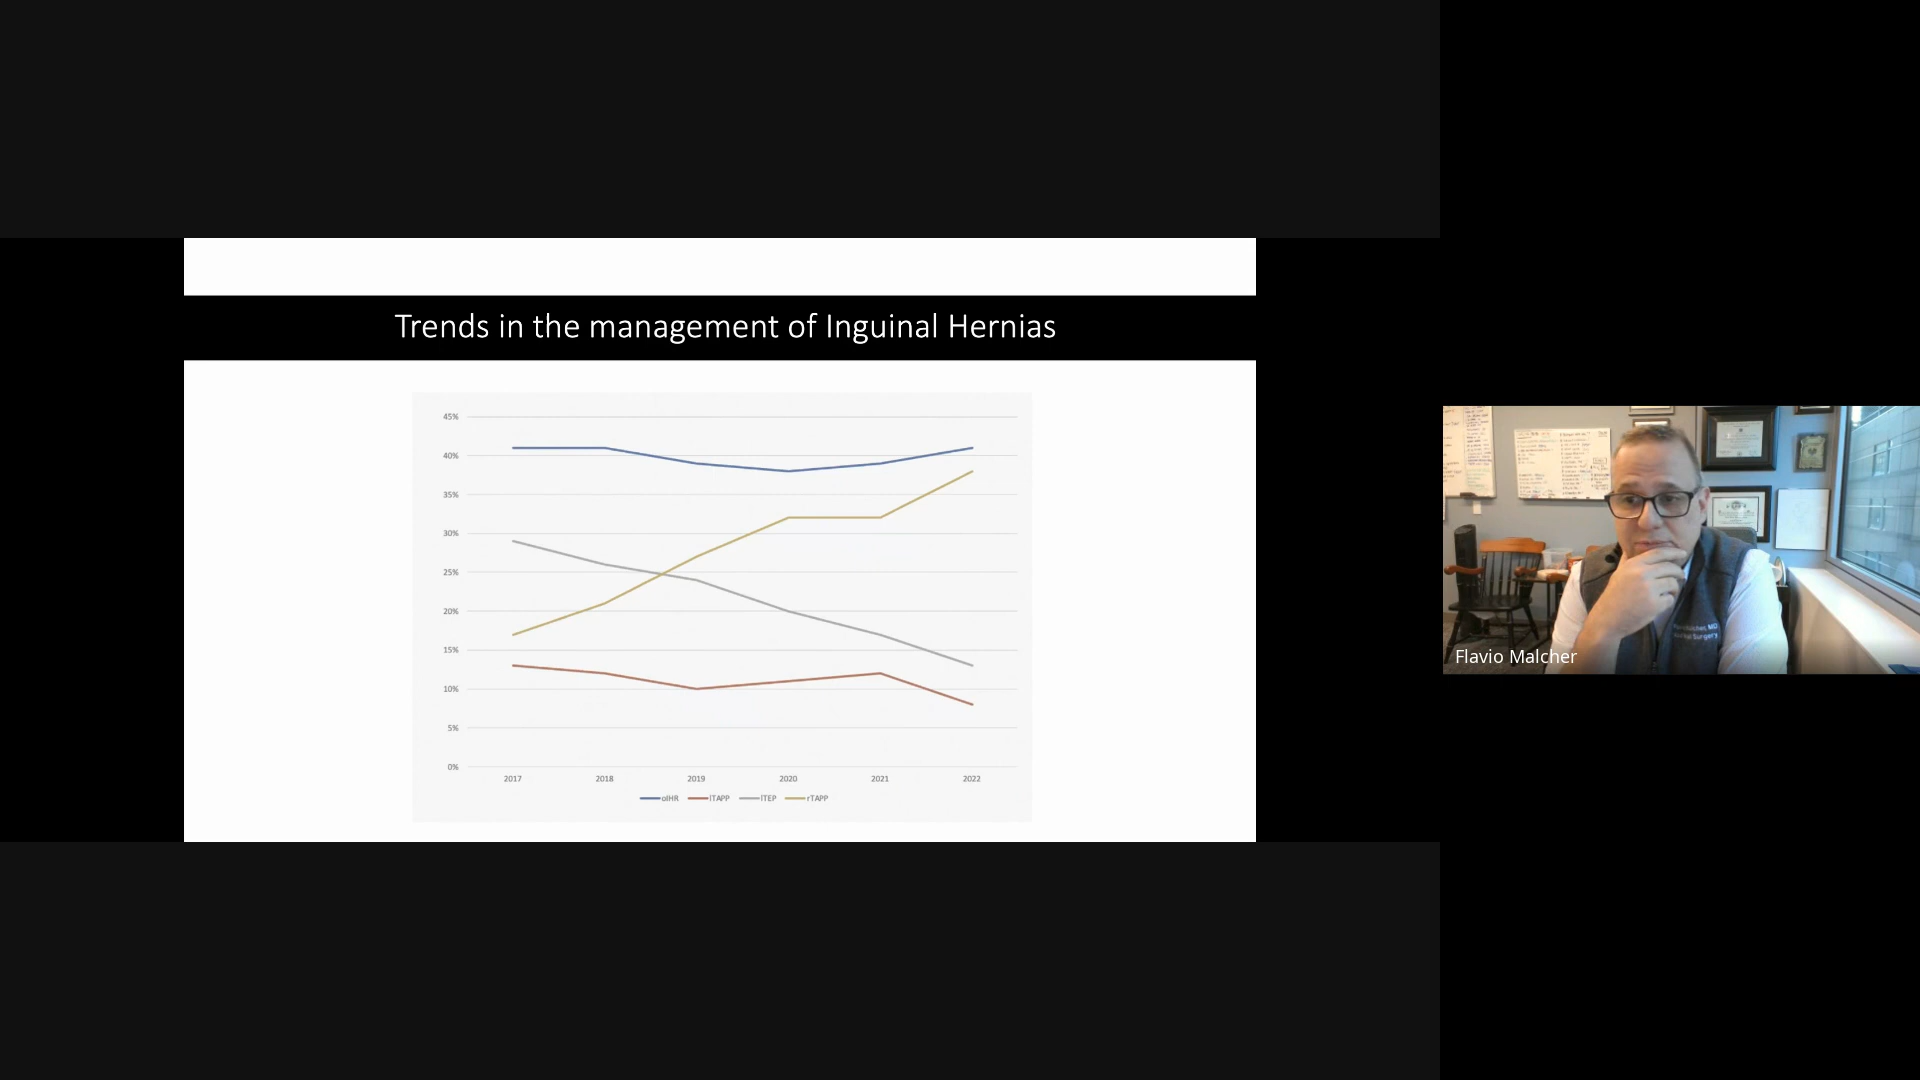 Trends in the management of Inguinal Hernias
45%
40%
35%
30%
25%
20%
15%
10%
5%
0%
2017 2018 2019 2020 2021 2022
oIHR lTAPP lTEP rTAPP
Flavio Malcher